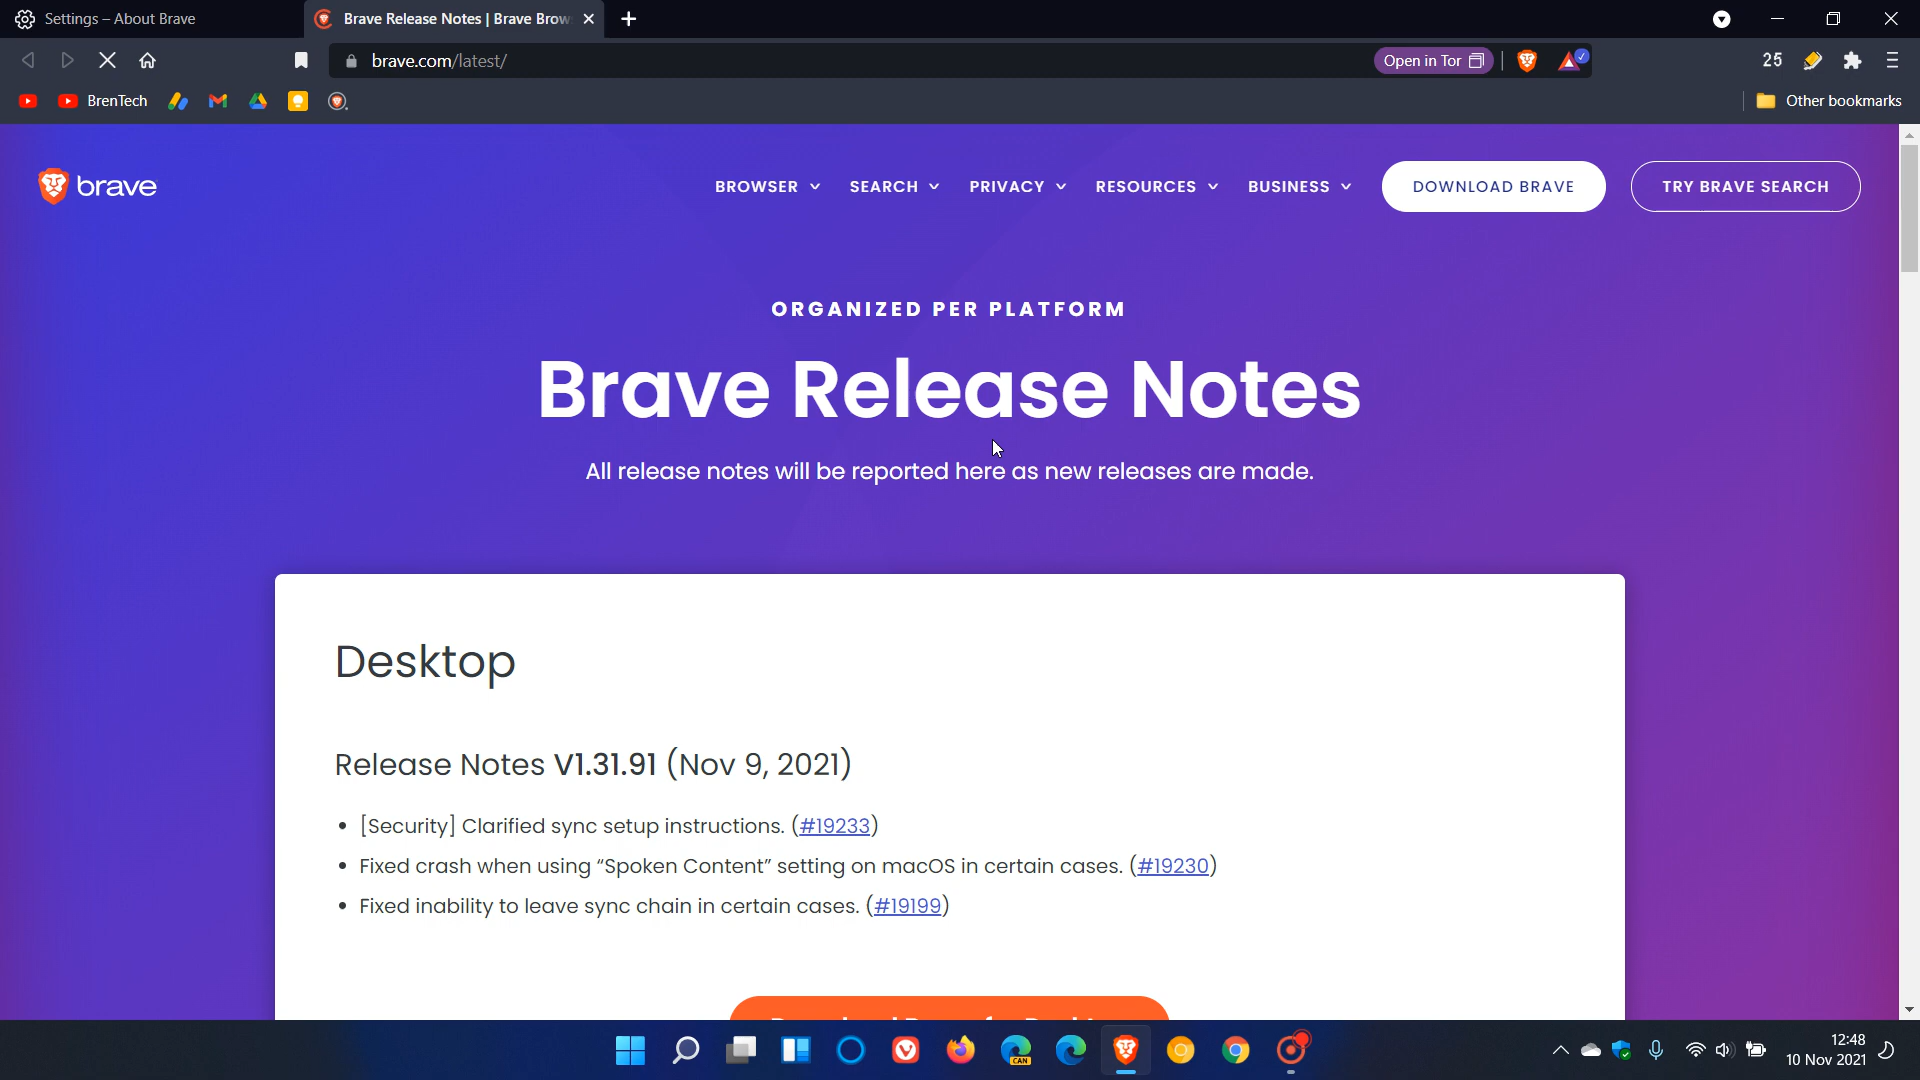 Settings – About Brave
Brave Release Notes | Brave Brow
brave.com/latest/
Open in Tor
25
BrenTech
Other bookmarks
brave
BROWSER
SEARCH
PRIVACY
RESOURCES
BUSINESS
DOWNLOAD BRAVE
TRY BRAVE SEARCH
ORGANIZED PER PLATFORM
Brave Release Notes
All release notes will be reported here as new releases are made.
Desktop
Release Notes V1.31.91 (Nov 9, 2021)
• [Security] Clarified sync setup instructions. (#19233)
• Fixed crash when using “Spoken Content” setting on macOS in certain cases. (#19230)
• Fixed inability to leave sync chain in certain cases. (#19199)
CAN
12:48
10 Nov 2021